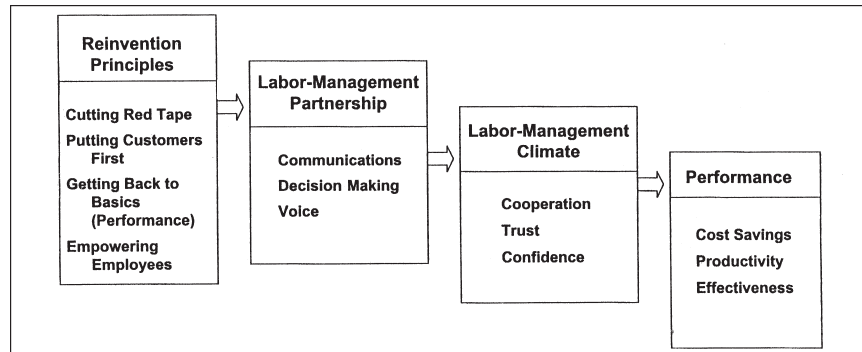 Reinvention
Principles
Cutting Red Tape
Putting Customers
First
Getting Back to
Basics
(Performance)
Empowering
Employees
Labor-Management
Partnership
Communications
Decision Making
Voice
Labor-Management
Climate
Cooperation
Trust
Confidence
Performance
Cost Savings
Productivity
Effectiveness